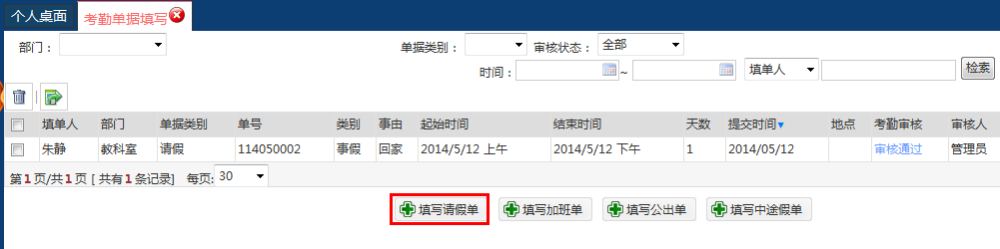 个人桌面 考勤单据填写
部门： 单据类别： 审核状态： 全部
时间： ~ 填单人 检索
填单人 部门 单据类别 单号 类别 事由 起始时间 结束时间 天数 提交时间▼ 地点 考勤审核 审核人
朱静 教科室 请假 114050002 事假 回家 2014/5/12 上午 2014/5/12 下午 1 2014/05/12 审核通过 管理员
第1页/共1页 [ 共有1条记录] 每页: 30
填写请假单 填写加班单 填写公出单 填写中途假单